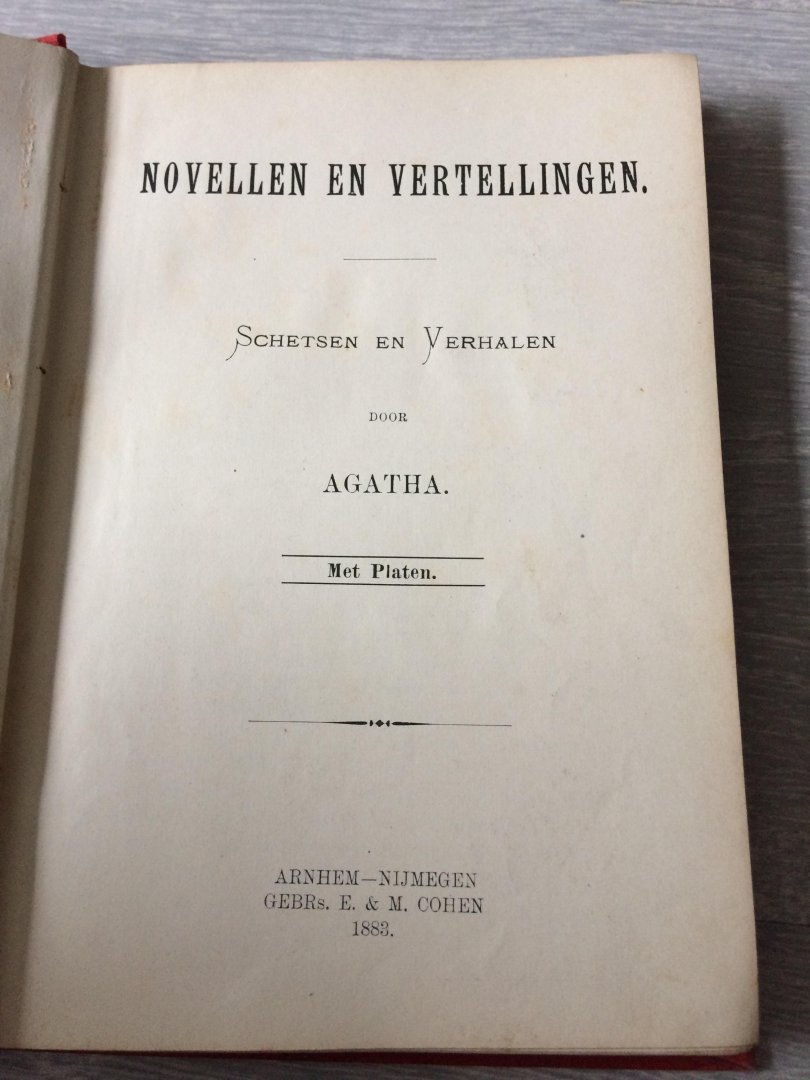 NOVELLEN EN VERTELLINGEN.
SCHETSEN EN VERHALEN
DOOR
AGATHA.
Met Platen.
ARNHEM—NIJMEGEN
GEBRs. E. & M. COHEN
1883.